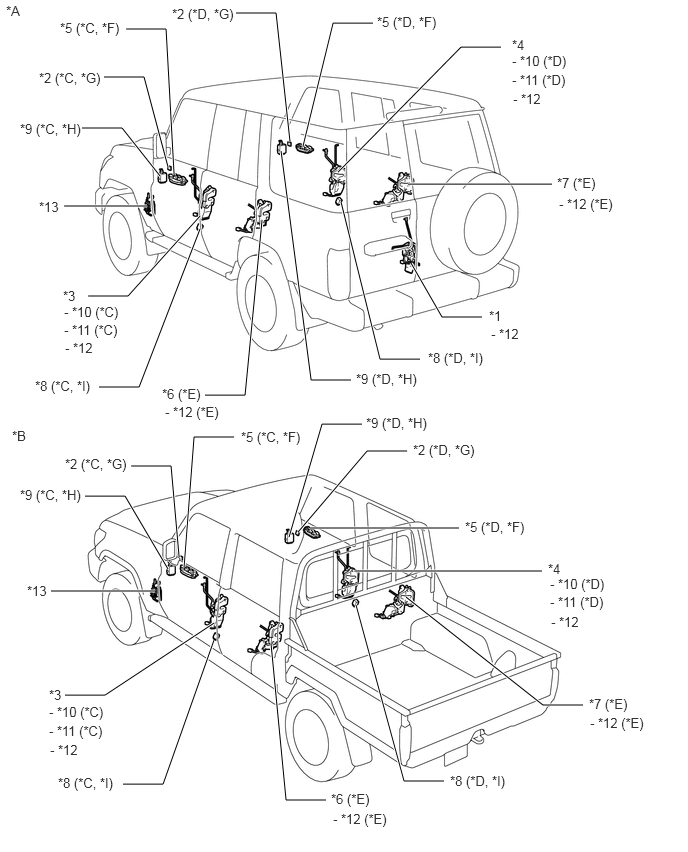 *A
*2 (*D, *G)
*5 (*C, *F)
*5 (*D, *F)
*4
- *10 (*D)
- *11 (*D)
- *12
*2 (*C, *G)
*9 (*C, *H)
*7 (*E)
- *12 (*E)
*13
*3
- *10 (*C)
- *11 (*C)
- *12
*1
- *12
*8 (*D, *I)
*9 (*D, *H)
*8 (*C, *I)
*6 (*E)
- *12 (*E)
*B
*9 (*D, *H)
*5 (*C, *F)
*2 (*D, *G)
*2 (*C, *G)
*9 (*C, *H)
*5 (*D, *F)
*4
- *10 (*D)
- *11 (*D)
- *12
*13
*3
- *10 (*C)
- *11 (*C)
- *12
*7 (*E)
- *12 (*E)
*8 (*C, *I)
*8 (*D, *I)
*6 (*E)
- *12 (*E)